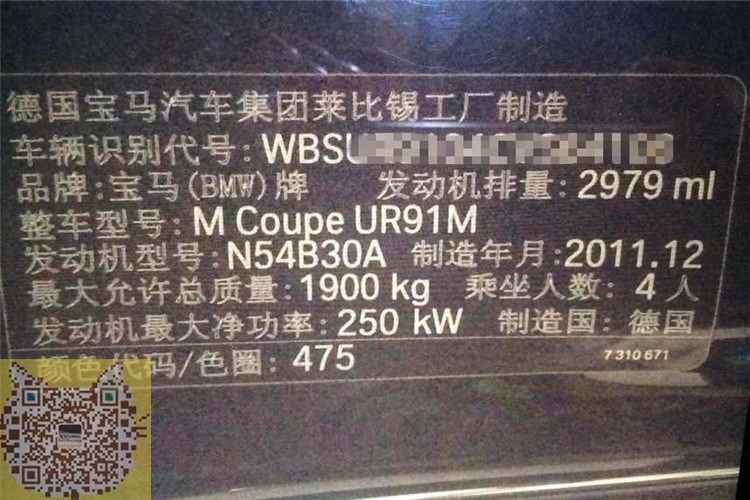 德国宝马汽车集团莱比锡工厂制造
车辆识别代号: WBSU
品牌:宝马(BMW)牌 发动机排量: 2979 ml
整车型号: M Coupe UR91M
发动机型号: N54B30A 制造年月: 2011.12
最大允许总质量: 1900 kg 乘坐人数: 4 人
发动机最大净功率: 250 kW 制造国: 德国
颜色代码/色圈: 475 7 310 671